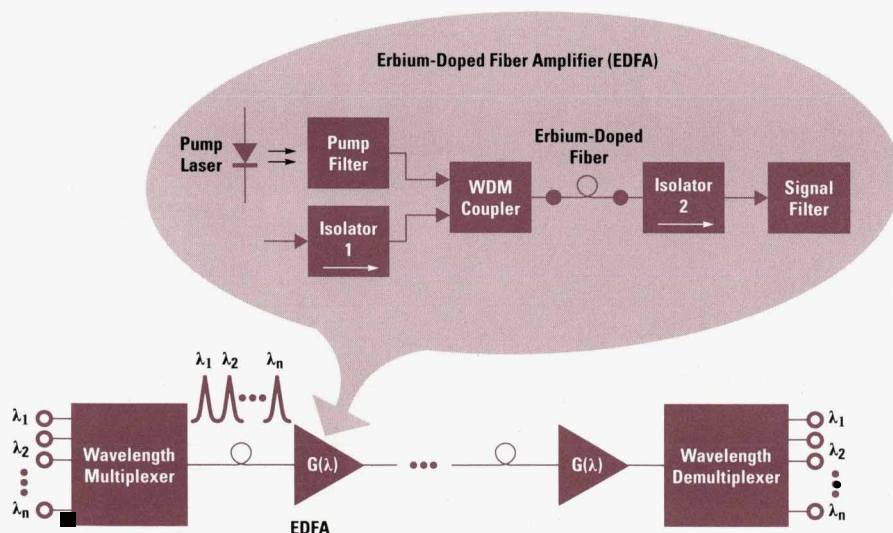 Erbium-Doped Fiber Amplifier (EDFA)
Pump
Laser
Pump
Filter
Isolator
1
WDM
Coupler
Erbium-Doped
Fiber
Isolator
2
Signal
Filter
λ1 λ2 λn
λ1
λ2
λn
Wavelength
Multiplexer
G(λ)
EDFA
G(λ)
Wavelength
Demultiplexer
λ1
λ2
λn